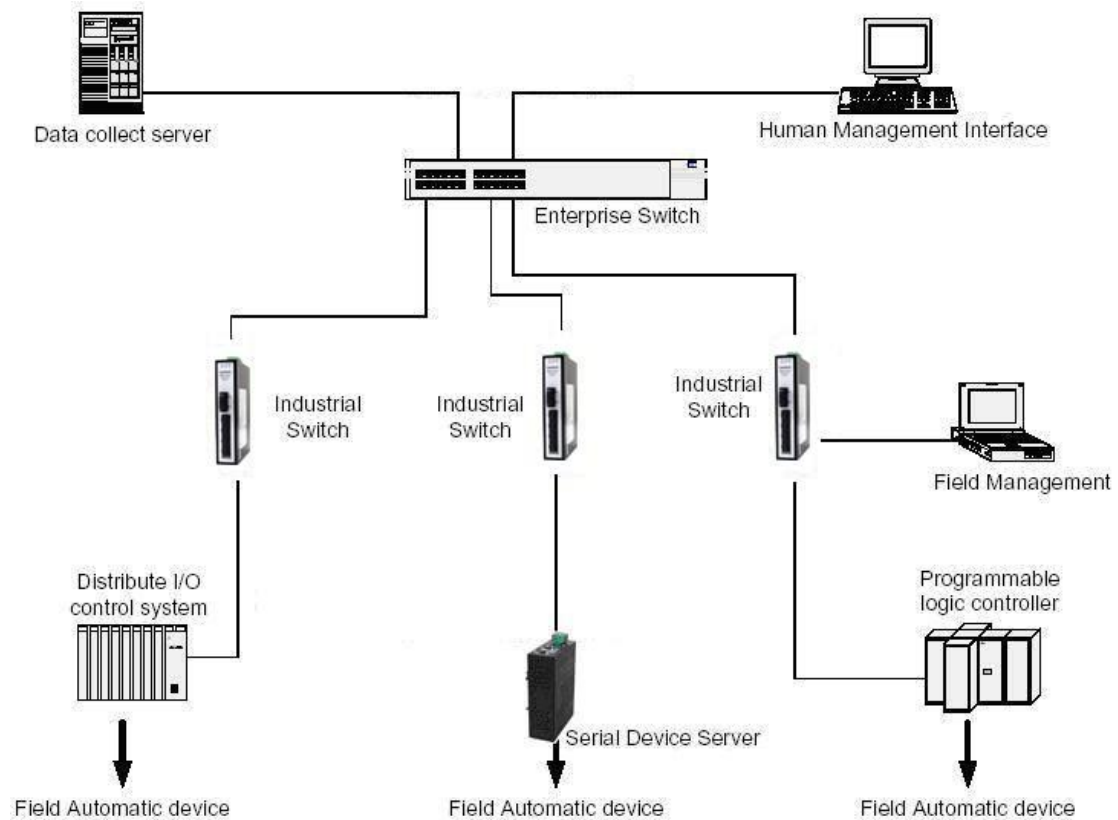 Data collect server
Human Management Interface
Enterprise Switch
Industrial
Switch
Industrial
Switch
Industrial
Switch
Field Management
Distribute I/O
control system
Programmable
logic controller
Serial Device Server
Field Automatic device
Field Automatic device
Field Automatic device